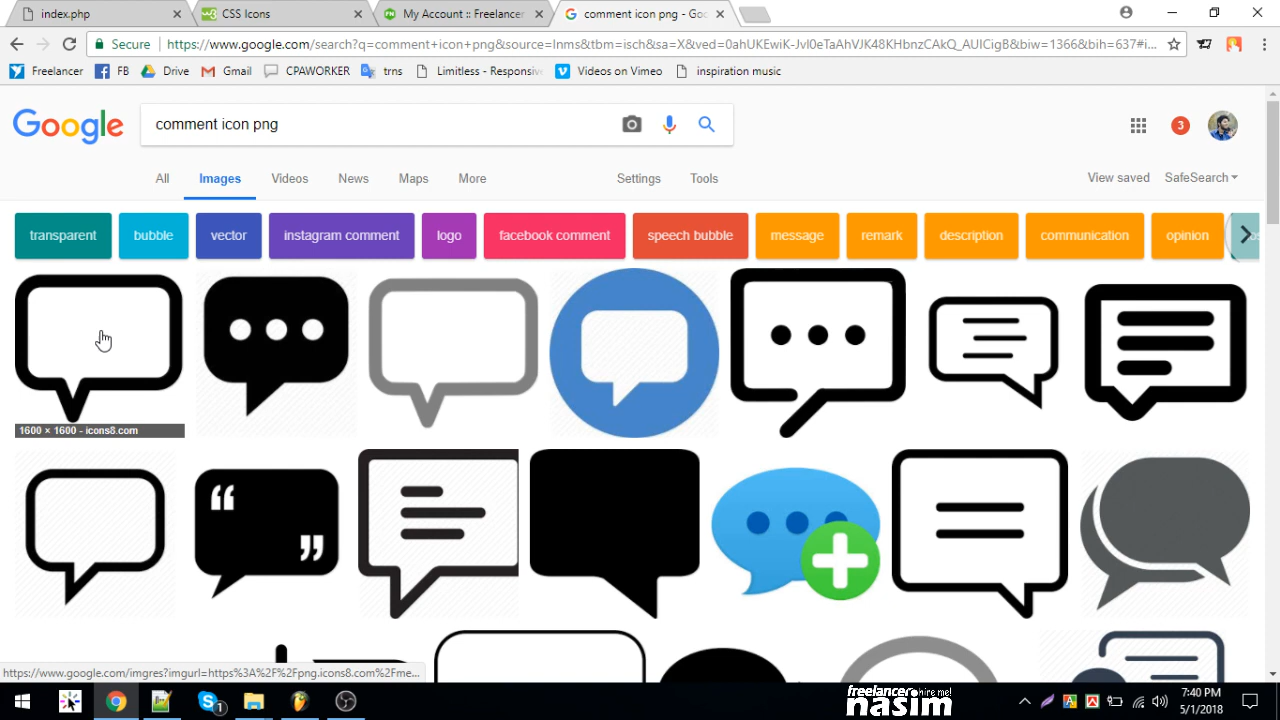 index.php
CSS Icons
My Account :: Freelancer
comment icon png - Goo
Secure
https://www.google.com/search?q=comment+icon+png&source=lnms&tbm=isch&sa=X&ved=0ahUKEwiK-JvI0eTaAhVJK48KHbnzCAkQ_AUICigB&biw=1366&bih=637#i...
Freelancer
FB
Drive
Gmail
CPAWORKER
trns
Limitless - Responsiv
Videos on Vimeo
inspiration music
Google
comment icon png
3
All
Images
Videos
News
Maps
More
Settings
Tools
View saved
SafeSearch
transparent
bubble
vector
instagram comment
logo
facebook comment
speech bubble
message
remark
description
communication
opinion
1600 × 1600 - icons8.com
https://www.google.com/imgres?imgurl=https%3A%2F%2Fpng.icons8.com%2Fme...
1
freelancer(hire me!)
nasim
7:40 PM
5/1/2018